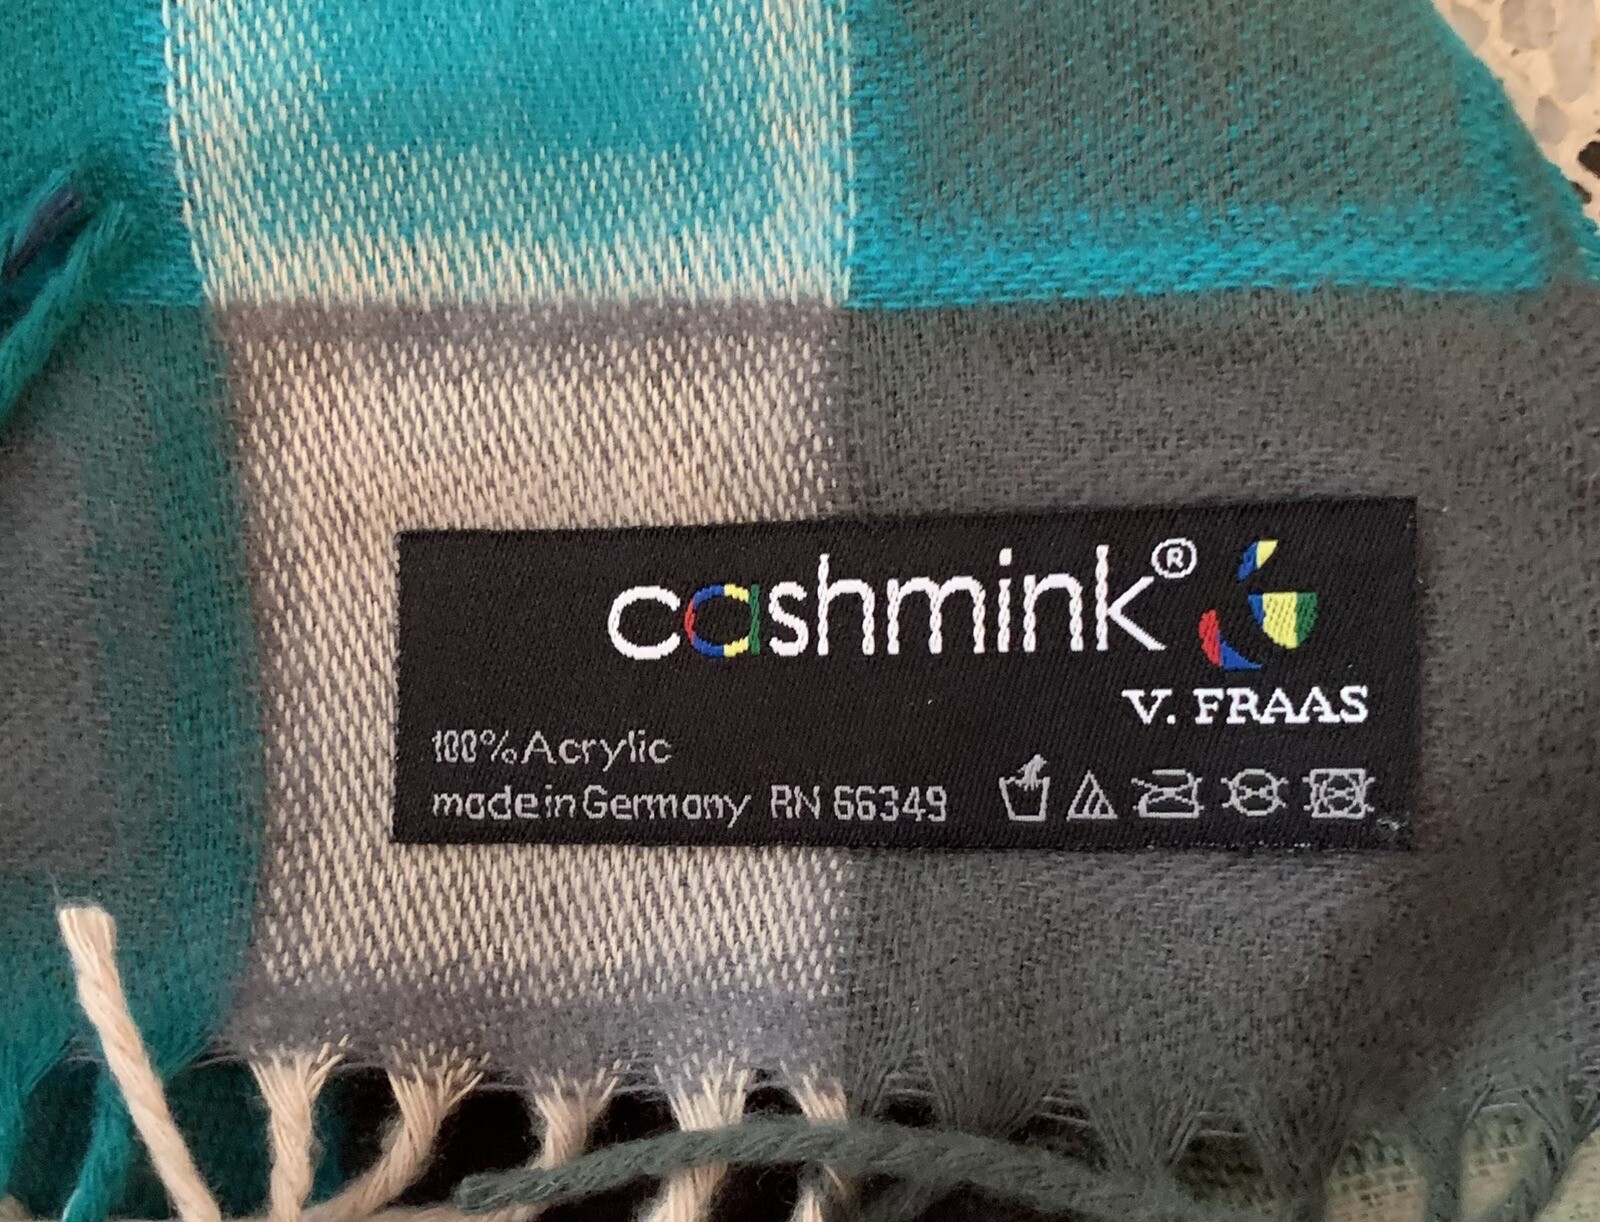 cashmink®
V. FRAAS
100% Acrylic
made in Germany RN 66349